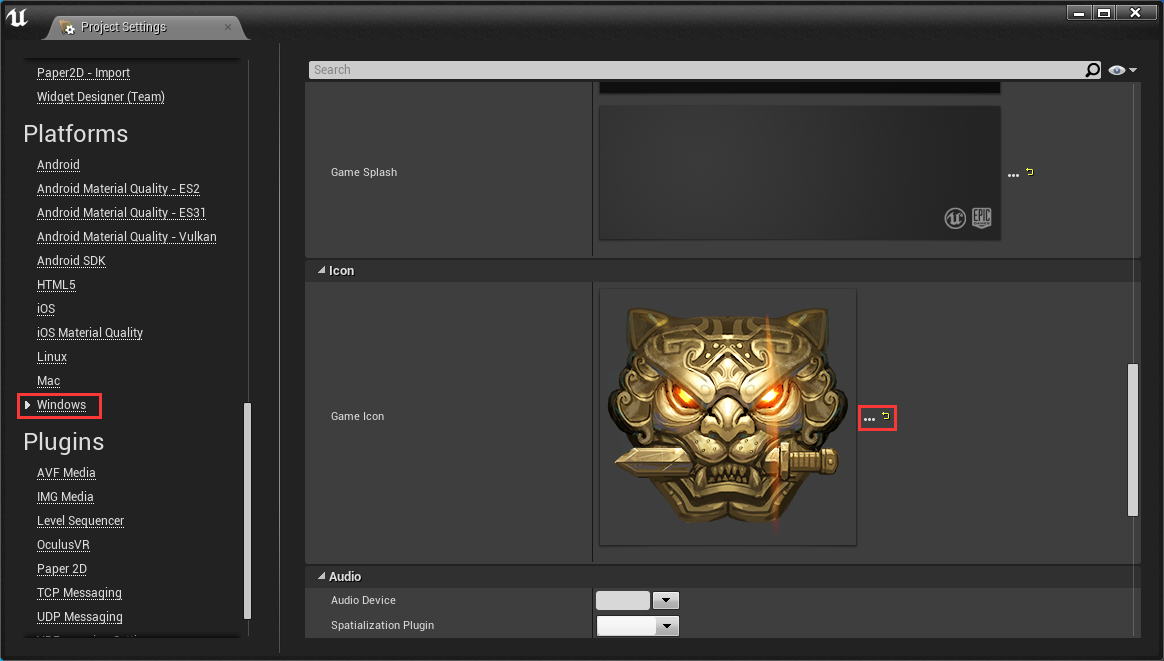 Project Settings
Paper2D - Import
Widget Designer (Team)
Platforms
Android
Android Material Quality - ES2
Android Material Quality - ES31
Android Material Quality - Vulkan
Android SDK
HTML5
iOS
iOS Material Quality
Linux
Mac
Windows
Plugins
AVF Media
IMG Media
Level Sequencer
OculusVR
Paper 2D
TCP Messaging
UDP Messaging
Search
Game Splash
EPIC
Icon
Game Icon
Audio
Audio Device
Spatialization Plugin